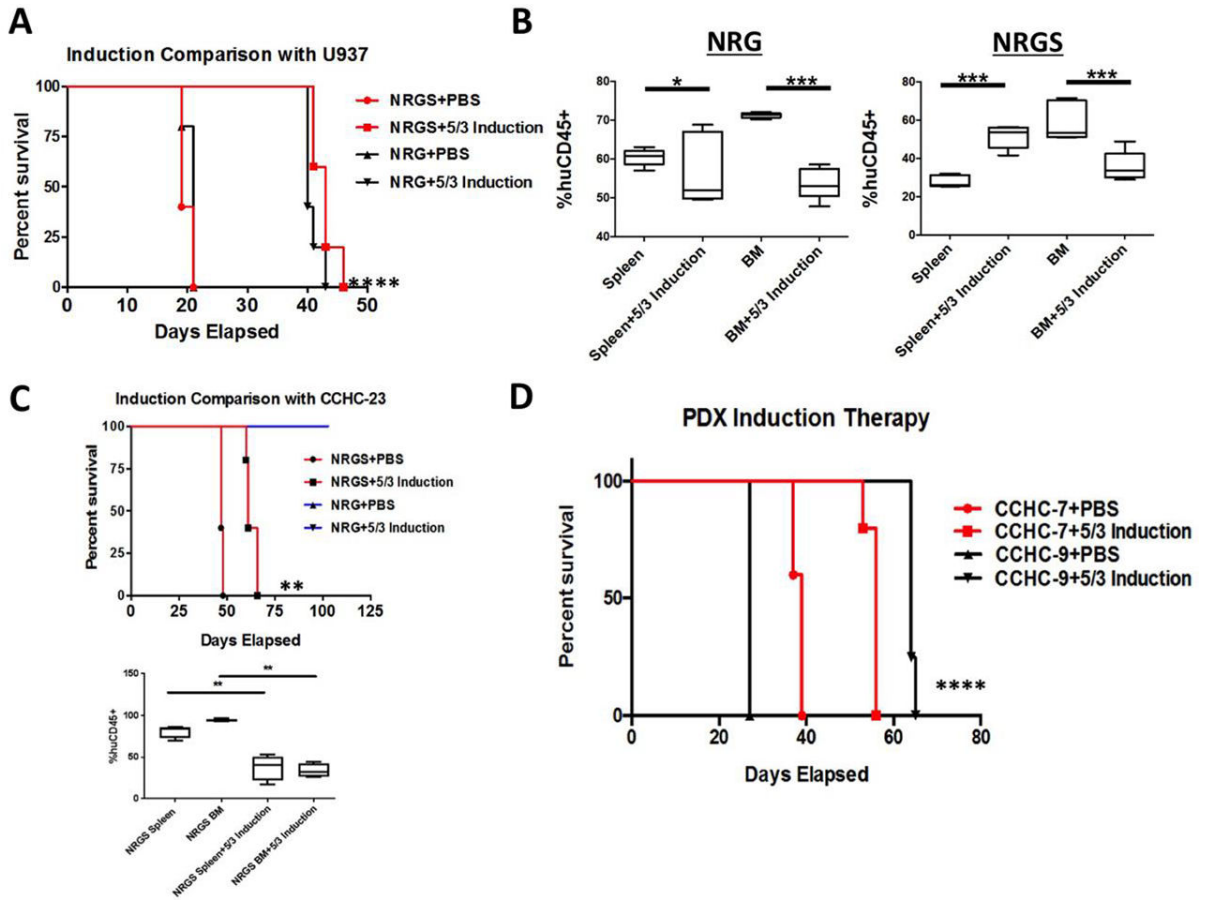 A
Induction Comparison with U937
Percent survival
100
75
50
25
0
0 10 20 30 40 50
Days Elapsed
NRGS+PBS
NRGS+5/3 Induction
NRG+PBS
NRG+5/3 Induction
****
B
NRG
%huCD45+
80
70
60
50
40
*
***
Spleen
Spleen+5/3 Induction
BM
BM+5/3 Induction
NRGS
%huCD45+
80
60
40
20
0
***
***
Spleen
Spleen+5/3 Induction
BM
BM+5/3 Induction
C
Induction Comparison with CCHC-23
Percent survival
100
75
50
25
0
0 25 50 75 100 125
Days Elapsed
NRGS+PBS
NRGS+5/3 Induction
NRG+PBS
NRG+5/3 Induction
**
%huCD45+
150
100
50
0
**
**
NRGS Spleen
NRGS BM
NRGS Spleen+5/3 Induction
NRGS BM+5/3 Induction
D
PDX Induction Therapy
Percent survival
100
50
0
0 20 40 60 80
Days Elapsed
CCHC-7+PBS
CCHC-7+5/3 Induction
CCHC-9+PBS
CCHC-9+5/3 Induction
****